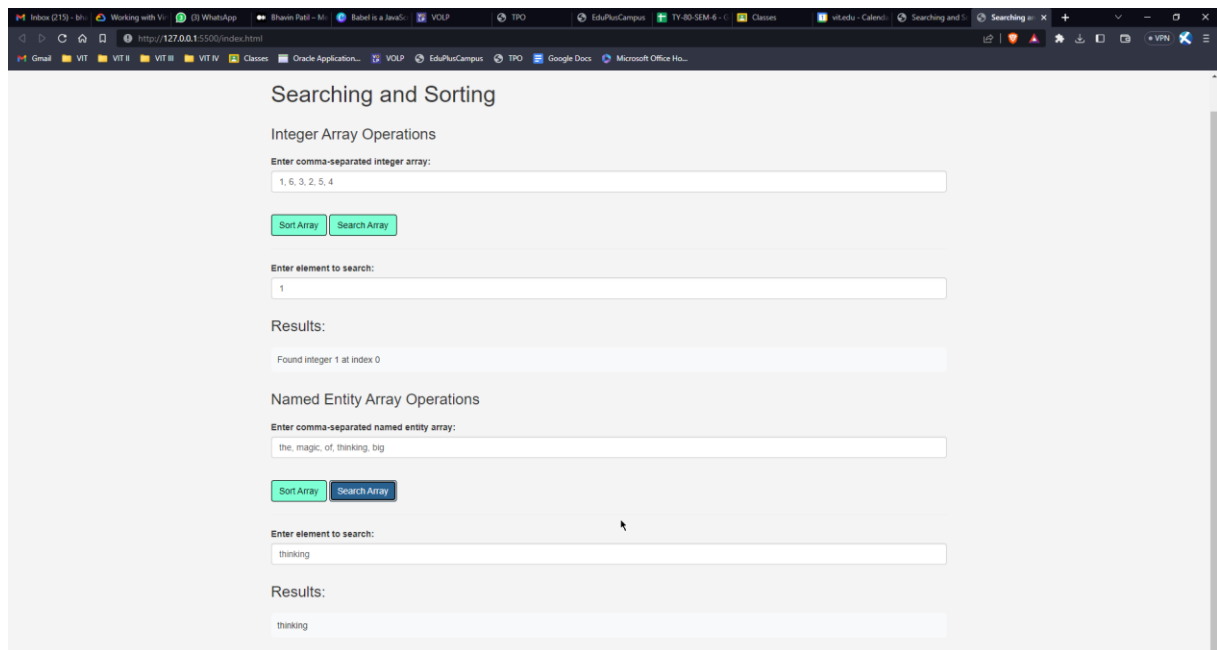 Inbox (215) - bh
Working with Vi
(3) WhatsApp
Bhavin Patil – M
Babel is a JavaSc
VOLP
TPO
EduPlusCampus
TY-80-SEM-6 -
Classes
vit.edu - Calend
Searching and S
Searching an
http://127.0.0.1:5500/index.html
VPN
Gmail VIT VIT II VIT III VIT IV Classes Oracle Application... VOLP EduPlusCampus TPO Google Docs Microsoft Office Ho...
Searching and Sorting
Integer Array Operations
Enter comma-separated integer array:
1, 6, 3, 2, 5, 4
Sort Array Search Array
Enter element to search:
1
Results:
Found integer 1 at index 0
Named Entity Array Operations
Enter comma-separated named entity array:
the, magic, of, thinking, big
Sort Array Search Array
Enter element to search:
thinking
Results:
thinking